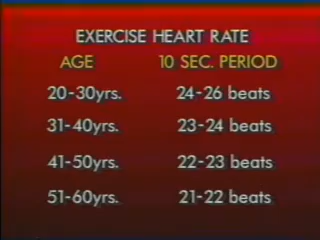 EXERCISE HEART RATE
AGE 10 SEC. PERIOD
20-30yrs. 24-26 beats
31-40yrs. 23-24 beats
41-50yrs. 22-23 beats
51-60yrs. 21-22 beats